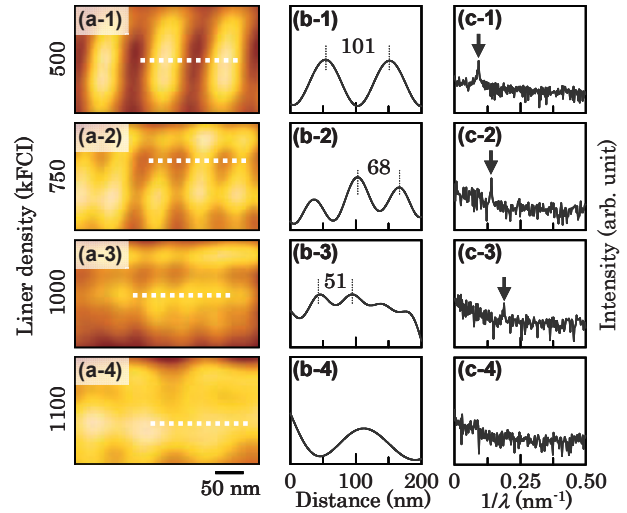 (a-1)
(b-1)
(c-1)
101
500
(a-2)
(b-2)
(c-2)
68
750
(a-3)
(b-3)
(c-3)
51
1000
(a-4)
(b-4)
(c-4)
1100
Liner density (kFCI)
Intensity (arb. unit)
50 nm
0 100 200
Distance (nm)
0 0.25 0.50
1/λ (nm⁻¹)